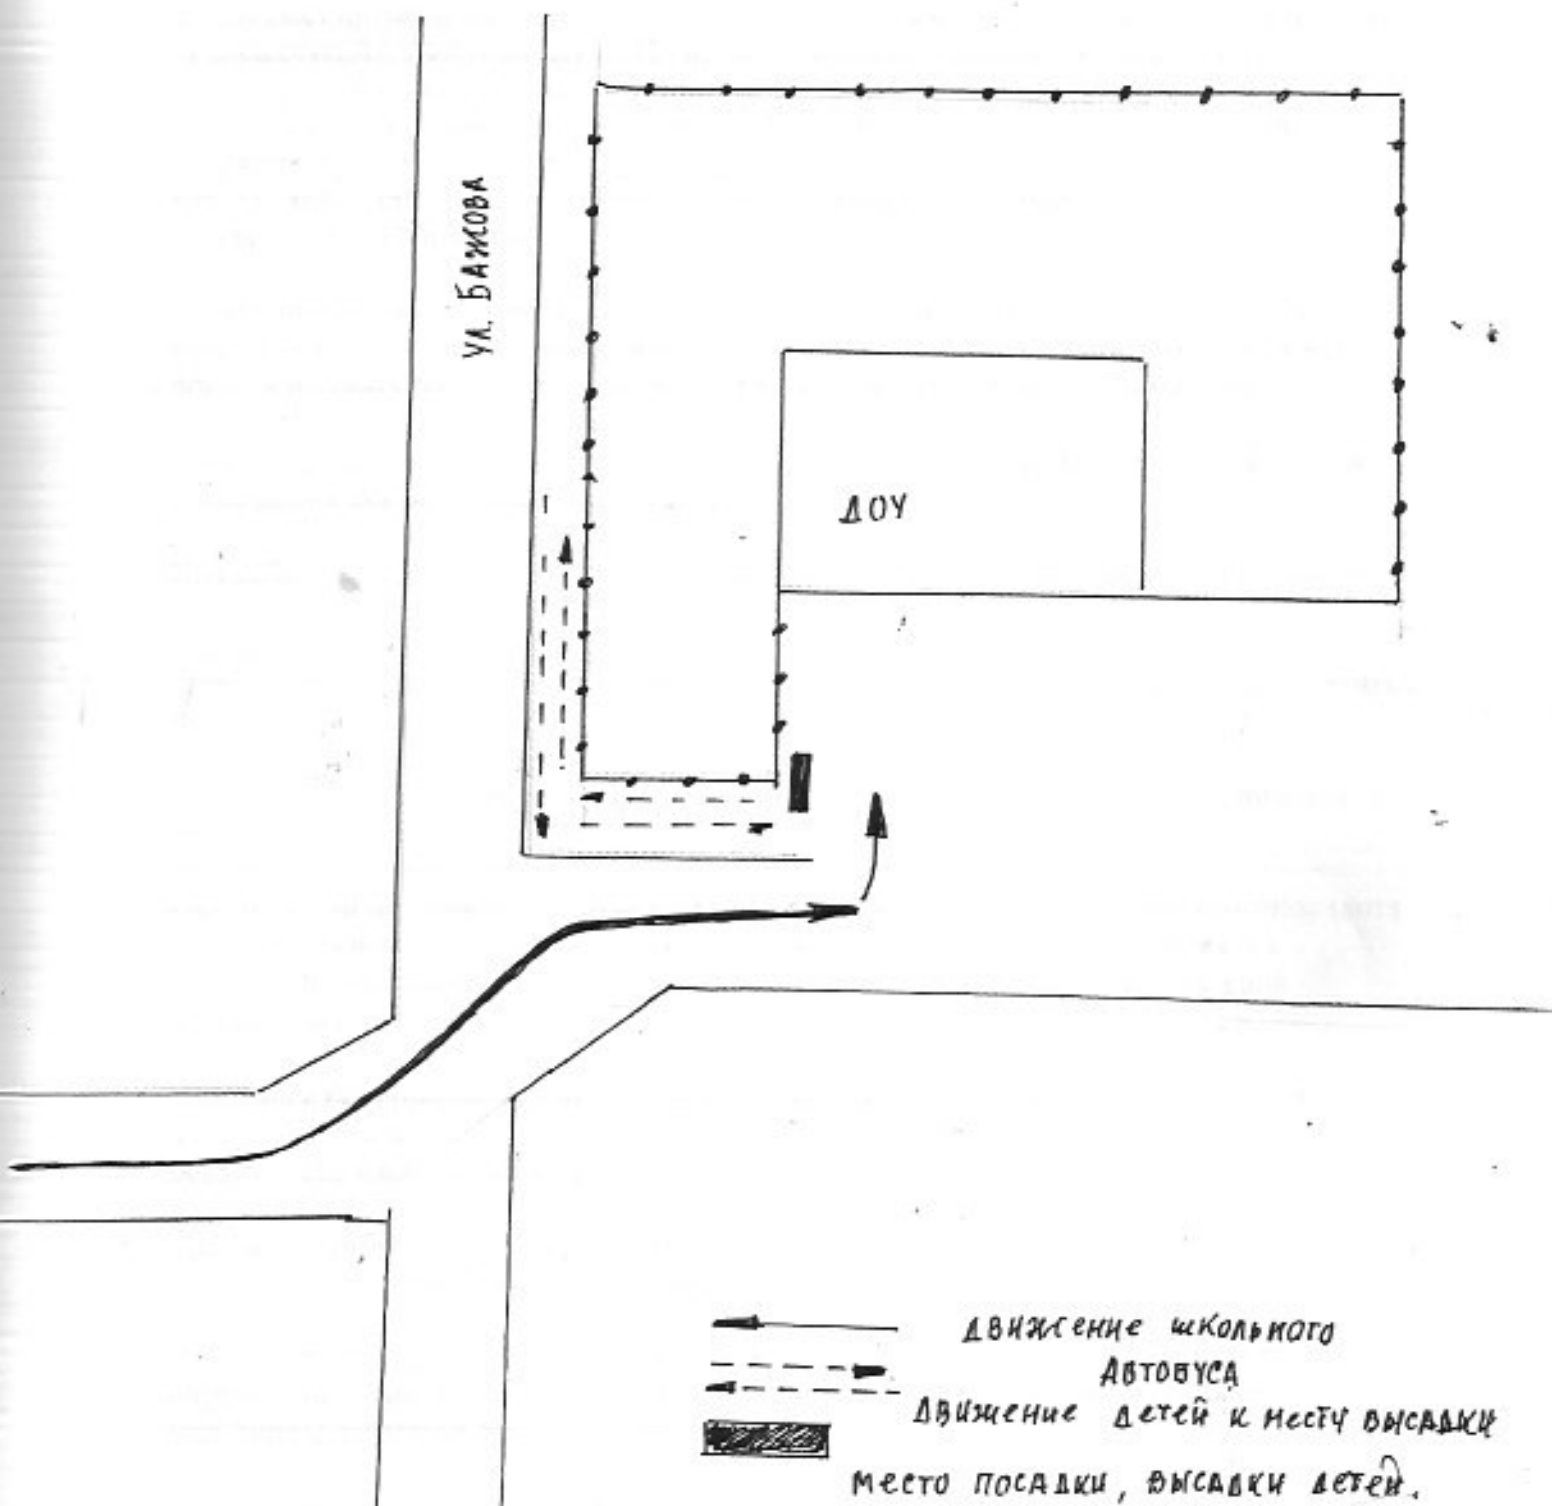 УЛ. БАЖОВА
ДОУ
ДВИЖЕНИЕ ШКОЛЬНОГО
АВТОБУСА
ДВИЖЕНИЕ ДЕТЕЙ К МЕСТУ ВЫСАДКИ
МЕСТО ПОСАДКИ, ВЫСАДКИ ДЕТЕЙ.